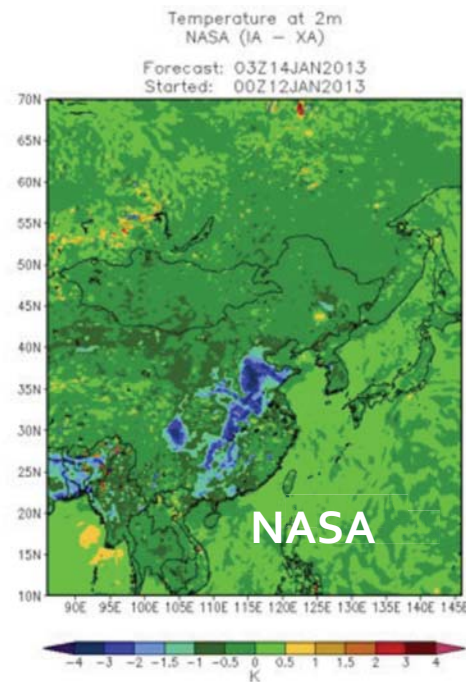 Temperature at 2m
NASA (IA – XA)
Forecast: 03Z14JAN2013
Started: 00Z12JAN2013
70N
65N
60N
55N
50N
45N
40N
35N
30N
25N
20N
NASA
15N
10N
90E 95E 100E 105E 110E 115E 120E 125E 130E 135E 140E 145E
-4 -3 -2 -1.5 -1 -0.5 0 0.5 1 1.5 2 3 4
K